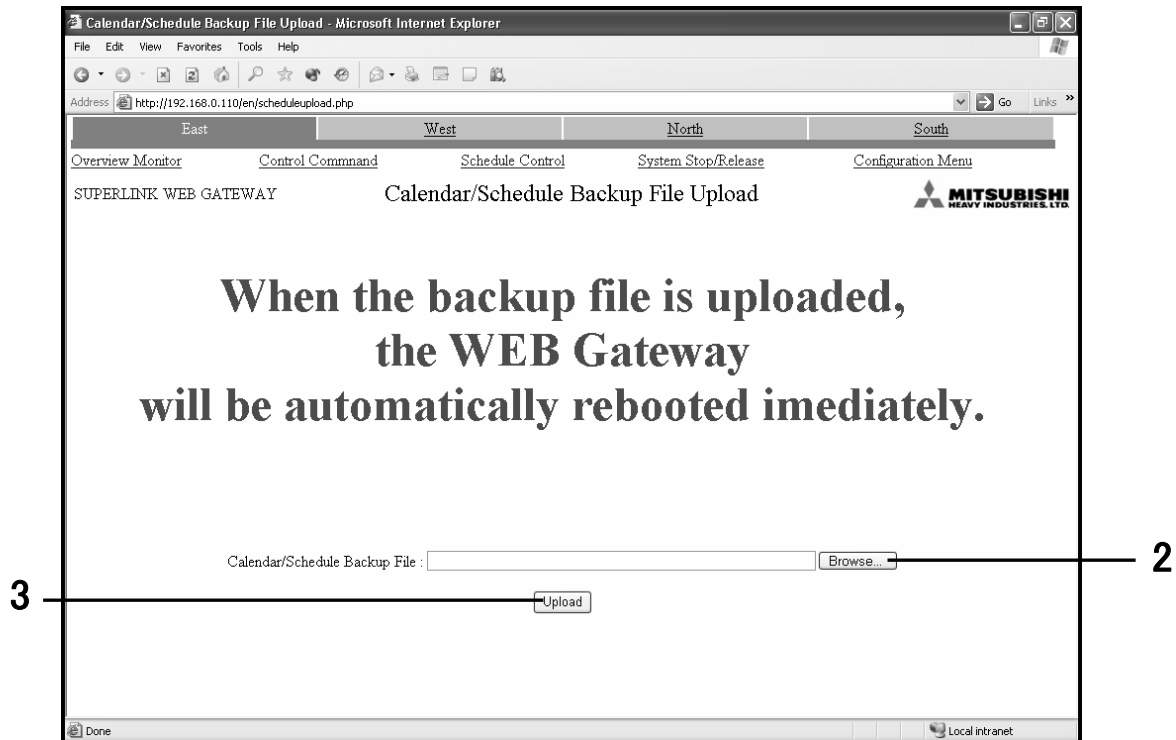 Calendar/Schedule Backup File Upload - Microsoft Internet Explorer
File Edit View Favorites Tools Help
Address http://192.168.0.110/en/scheduleupload.php Go Links »
East West North South
Overview Monitor Control Commnand Schedule Control System Stop/Release Configuration Menu
SUPERLINK WEB GATEWAY Calendar/Schedule Backup File Upload MITSUBISHI
HEAVY INDUSTRIES. LTD.
When the backup file is uploaded,
the WEB Gateway
will be automatically rebooted imediately.
Calendar/Schedule Backup File : Browse... 2
3 Upload
Done Local intranet